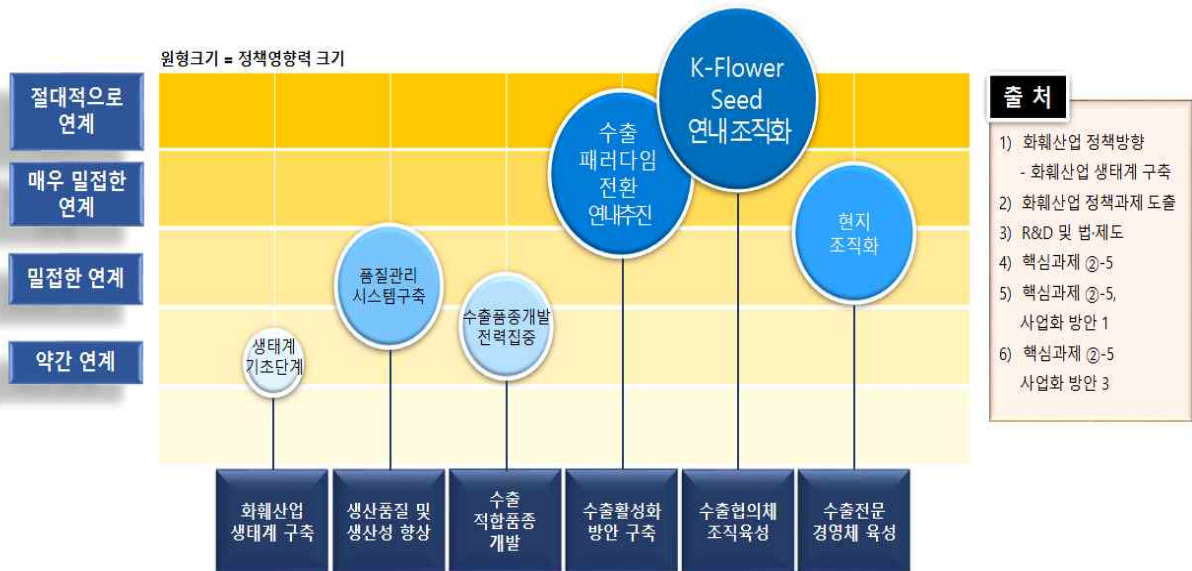 원형크기 = 정책영향력 크기
절대적으로
연계
매우 밀접한
연계
밀접한 연계
약간 연계
생태계
기초단계
품질관리
시스템구축
수출품종개발
전력집중
수출
패러다임
전환
연내추진
K-Flower
Seed
연내 조직화
현지
조직화
화훼산업
생태계 구축
생산품질 및
생산성 향상
수출
적합품종
개발
수출활성화
방안 구축
수출협의체
조직육성
수출전문
경영체 육성
출 처
1) 화훼산업 정책방향
- 화훼산업 생태계 구축
2) 화훼산업 정책과제 도출
3) R&D 및 법·제도
4) 핵심과제 ②-5
5) 핵심과제 ②-5,
사업화 방안 1
6) 핵심과제 ②-5
사업화 방안 3